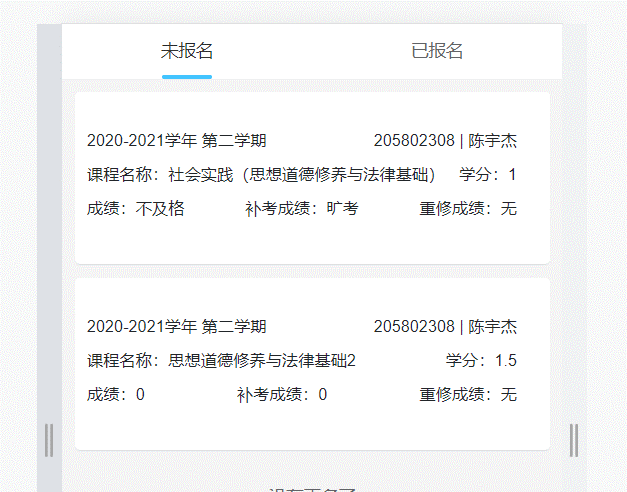 未报名 已报名
2020-2021学年 第二学期 205802308 | 陈宇杰
课程名称：社会实践（思想道德修养与法律基础） 学分：1
成绩：不及格 补考成绩：旷考 重修成绩：无
2020-2021学年 第二学期 205802308 | 陈宇杰
课程名称：思想道德修养与法律基础2 学分：1.5
成绩：0 补考成绩：0 重修成绩：无
没有更多了